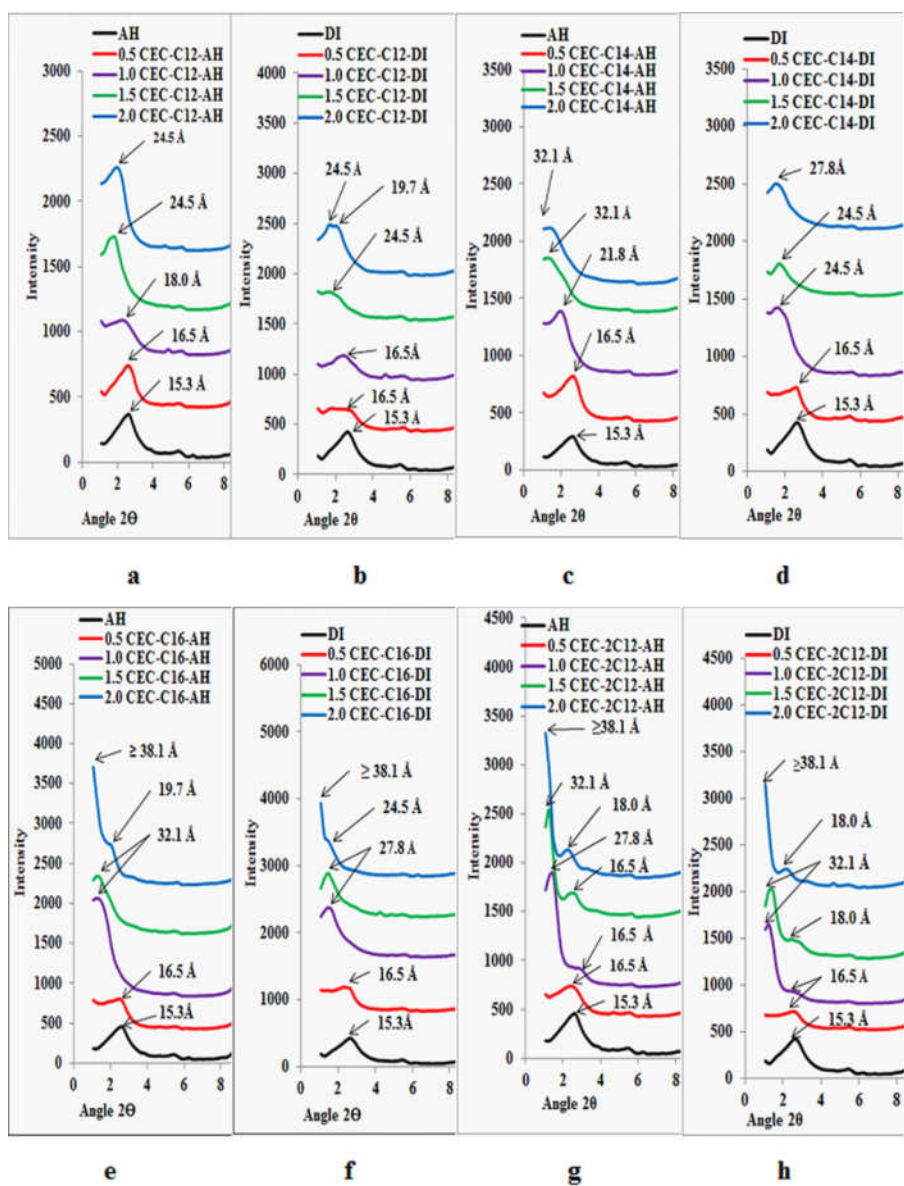 AH
0.5 CEC-C12-AH
1.0 CEC-C12-AH
1.5 CEC-C12-AH
2.0 CEC-C12-AH
3000
2500
2000
1500
1000
500
0
Intensity
24.5 Å
24.5 Å
18.0 Å
16.5 Å
15.3 Å
0 2 4 6 8
Angle 2Θ
a
DI
0.5 CEC-C12-DI
1.0 CEC-C12-DI
1.5 CEC-C12-DI
2.0 CEC-C12-DI
4000
3500
3000
2500
2000
1500
1000
500
0
Intensity
24.5 Å
19.7 Å
24.5 Å
16.5Å
16.5 Å
15.3 Å
0 2 4 6 8
Angle 2θ
b
AH
0.5 CEC-C14-AH
1.0 CEC-C14-AH
1.5 CEC-C14-AH
2.0 CEC-C14-AH
3500
3000
2500
2000
1500
1000
500
0
Intensity
32.1 Å
32.1 Å
21.8 Å
16.5 Å
15.3 Å
0 2 4 6 8
Angle 2θ
c
DI
0.5 CEC-C14-DI
1.0 CEC-C14-DI
1.5 CEC-C14-DI
2.0 CEC-C14-DI
3500
3000
2500
2000
1500
1000
500
0
Intensity
27.8Å
24.5 Å
24.5 Å
16.5 Å
15.3 Å
0 2 4 6 8
Angle 2θ
d
AH
0.5 CEC-C16-AH
1.0 CEC-C16-AH
1.5 CEC-C16-AH
2.0 CEC-C16-AH
5000
4500
4000
3500
3000
2500
2000
1500
1000
500
0
Intensity
≥ 38.1 Å
19.7 Å
32.1 Å
16.5 Å
15.3Å
0 2 4 6 8
Angle 2Θ
e
DI
0.5 CEC-C16-DI
1.0 CEC-C16-DI
1.5 CEC-C16-DI
2.0 CEC-C16-DI
6000
5000
4000
3000
2000
1000
0
Intensity
≥ 38.1 Å
24.5 Å
27.8 Å
16.5 Å
15.3 Å
0 2 4 6 8
Angle 2θ
f
AH
0.5 CEC-2C12-AH
1.0 CEC-2C12-AH
1.5 CEC-2C12-AH
2.0 CEC-2C12-AH
4500
4000
3500
3000
2500
2000
1500
1000
500
0
Intensity
≥38.1 Å
32.1 Å
18.0 Å
27.8 Å
16.5 Å
16.5 Å
16.5 Å
15.3 Å
0 2 4 6 8
Angle 2θ
g
DI
0.5 CEC-2C12-DI
1.0 CEC-2C12-DI
1.5 CEC-2C12-DI
2.0 CEC-2C12-DI
4500
4000
3500
3000
2500
2000
1500
1000
500
0
Intensity
≥38.1 Å
18.0 Å
32.1 Å
18.0 Å
16.5 Å
15.3 Å
0 2 4 6 8
Angle 2θ
h